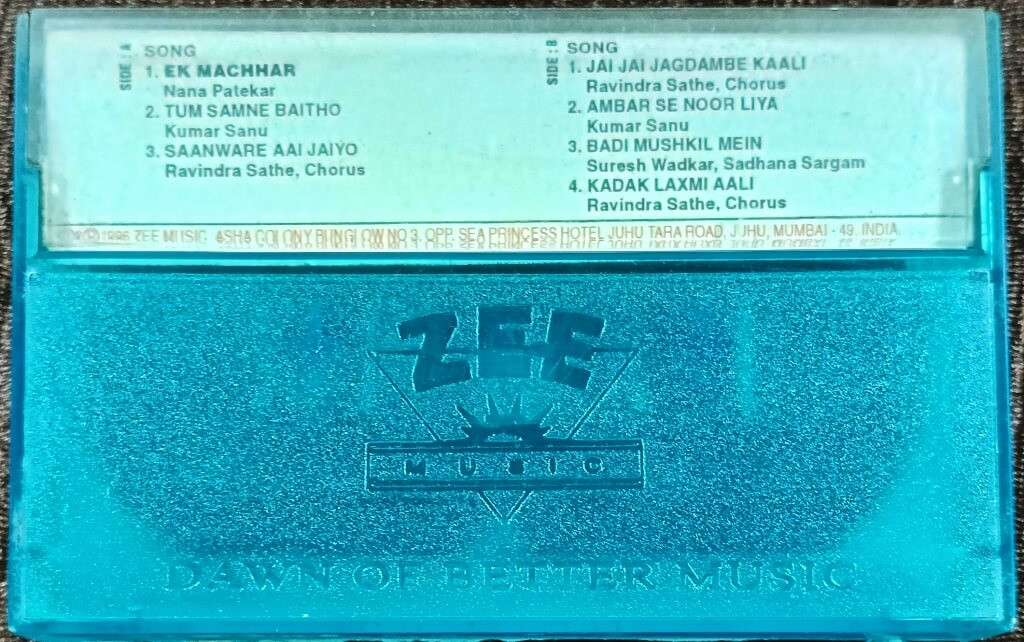 SIDE : A
SONG
1. EK MACHHAR
Nana Patekar
2. TUM SAMNE BAITHO
Kumar Sanu
3. SAANWARE AAI JAIYO
Ravindra Sathe, Chorus
SIDE : B
SONG
1. JAI JAI JAGDAMBE KAALI
Ravindra Sathe, Chorus
2. AMBAR SE NOOR LIYA
Kumar Sanu
3. BADI MUSHKIL MEIN
Suresh Wadkar, Sadhana Sargam
4. KADAK LAXMI AALI
Ravindra Sathe, Chorus
℗©1996 ZEE MUSIC ASHA COLONY BUNGLOW NO 3, OPP. SEA PRINCESS HOTEL JUHU TARA ROAD, JUHU, MUMBAI - 49. INDIA
ZEE
MUSIC
DAWN OF BETTER MUSIC